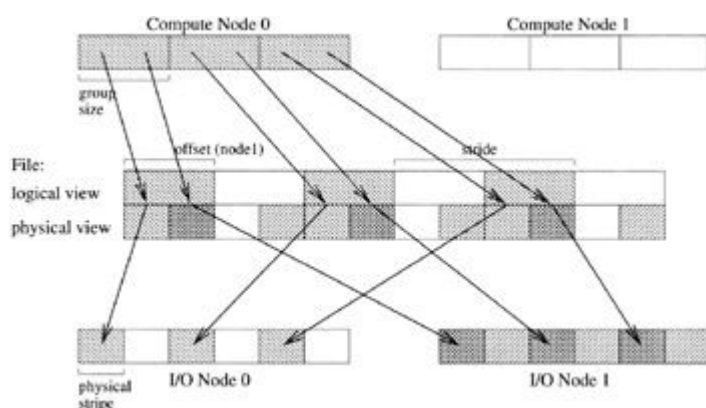 Compute Node 0
Compute Node 1
group
size
offset (node1)
stride
File:
logical view
physical view
I/O Node 0
I/O Node 1
physical
stripe